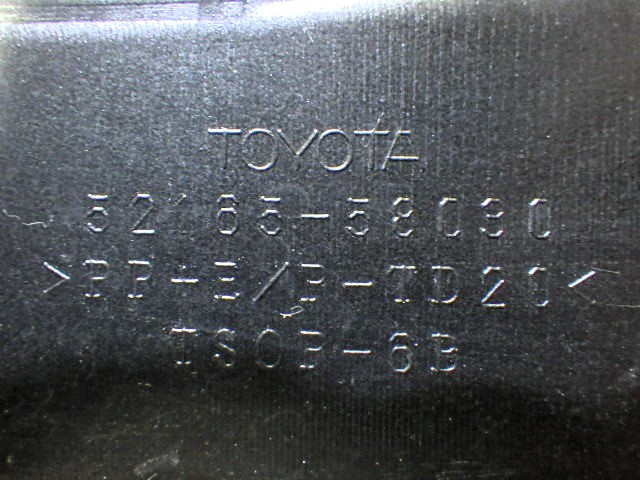 TOYOTA
52165-58030
>PP+E/P-TD20<
TSOP-6B